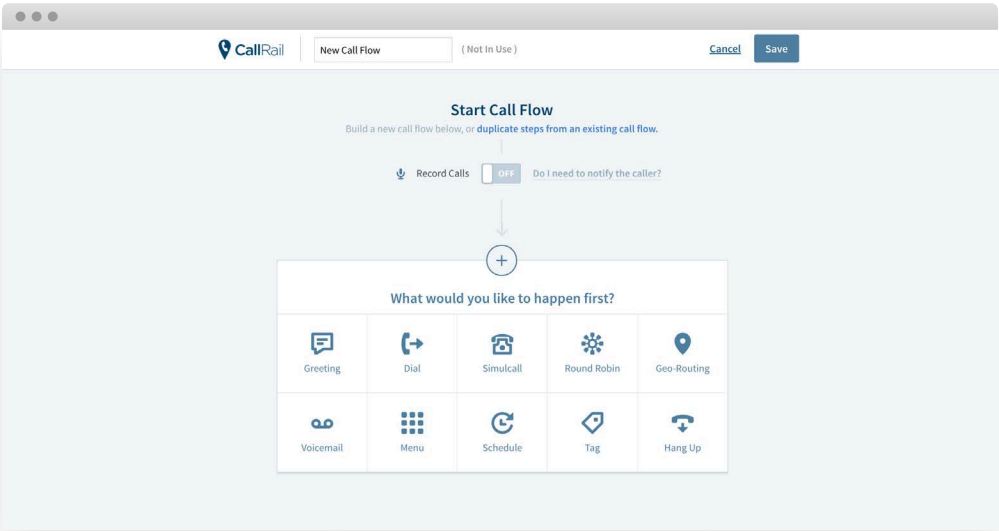 CallRail
New Call Flow
( Not In Use )
Cancel
Save
Start Call Flow
Build a new call flow below, or duplicate steps from an existing call flow.
Record Calls
OFF
Do I need to notify the caller?
What would you like to happen first?
Greeting
Dial
Simulcall
Round Robin
Geo-Routing
Voicemail
Menu
Schedule
Tag
Hang Up